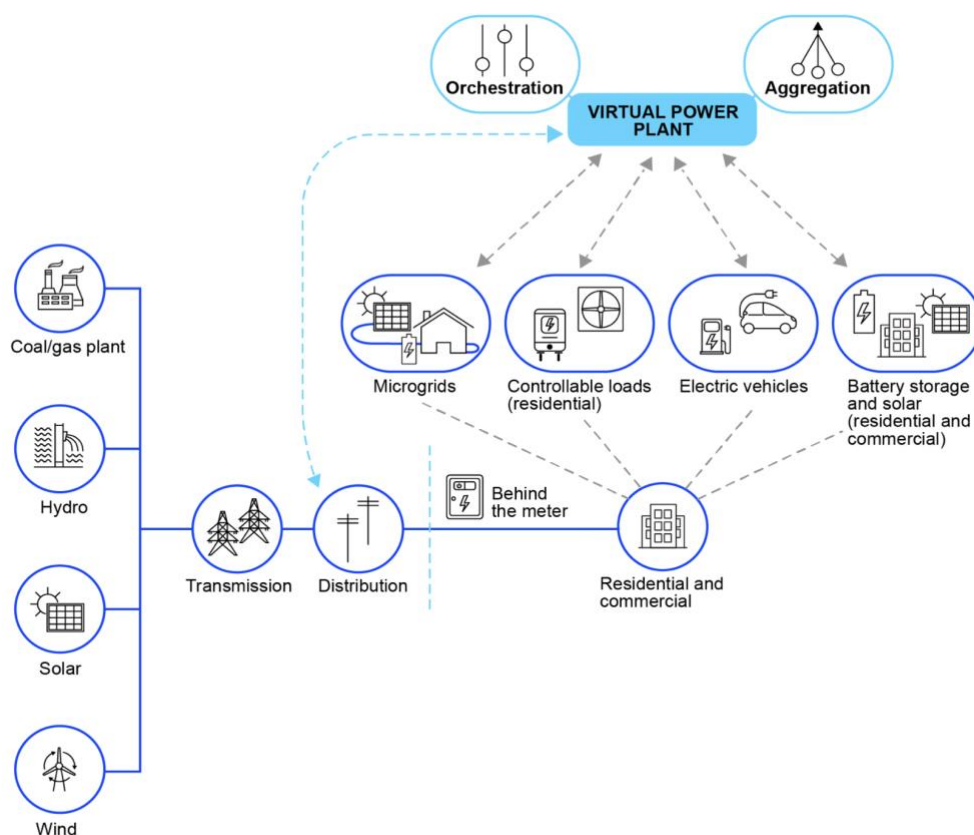 Orchestration
Aggregation
VIRTUAL POWER
PLANT
Coal/gas plant
Microgrids
Controllable loads
(residential)
Electric vehicles
Battery storage
and solar
(residential and
commercial)
Hydro
Behind
the meter
Transmission
Distribution
Residential and
commercial
Solar
Wind